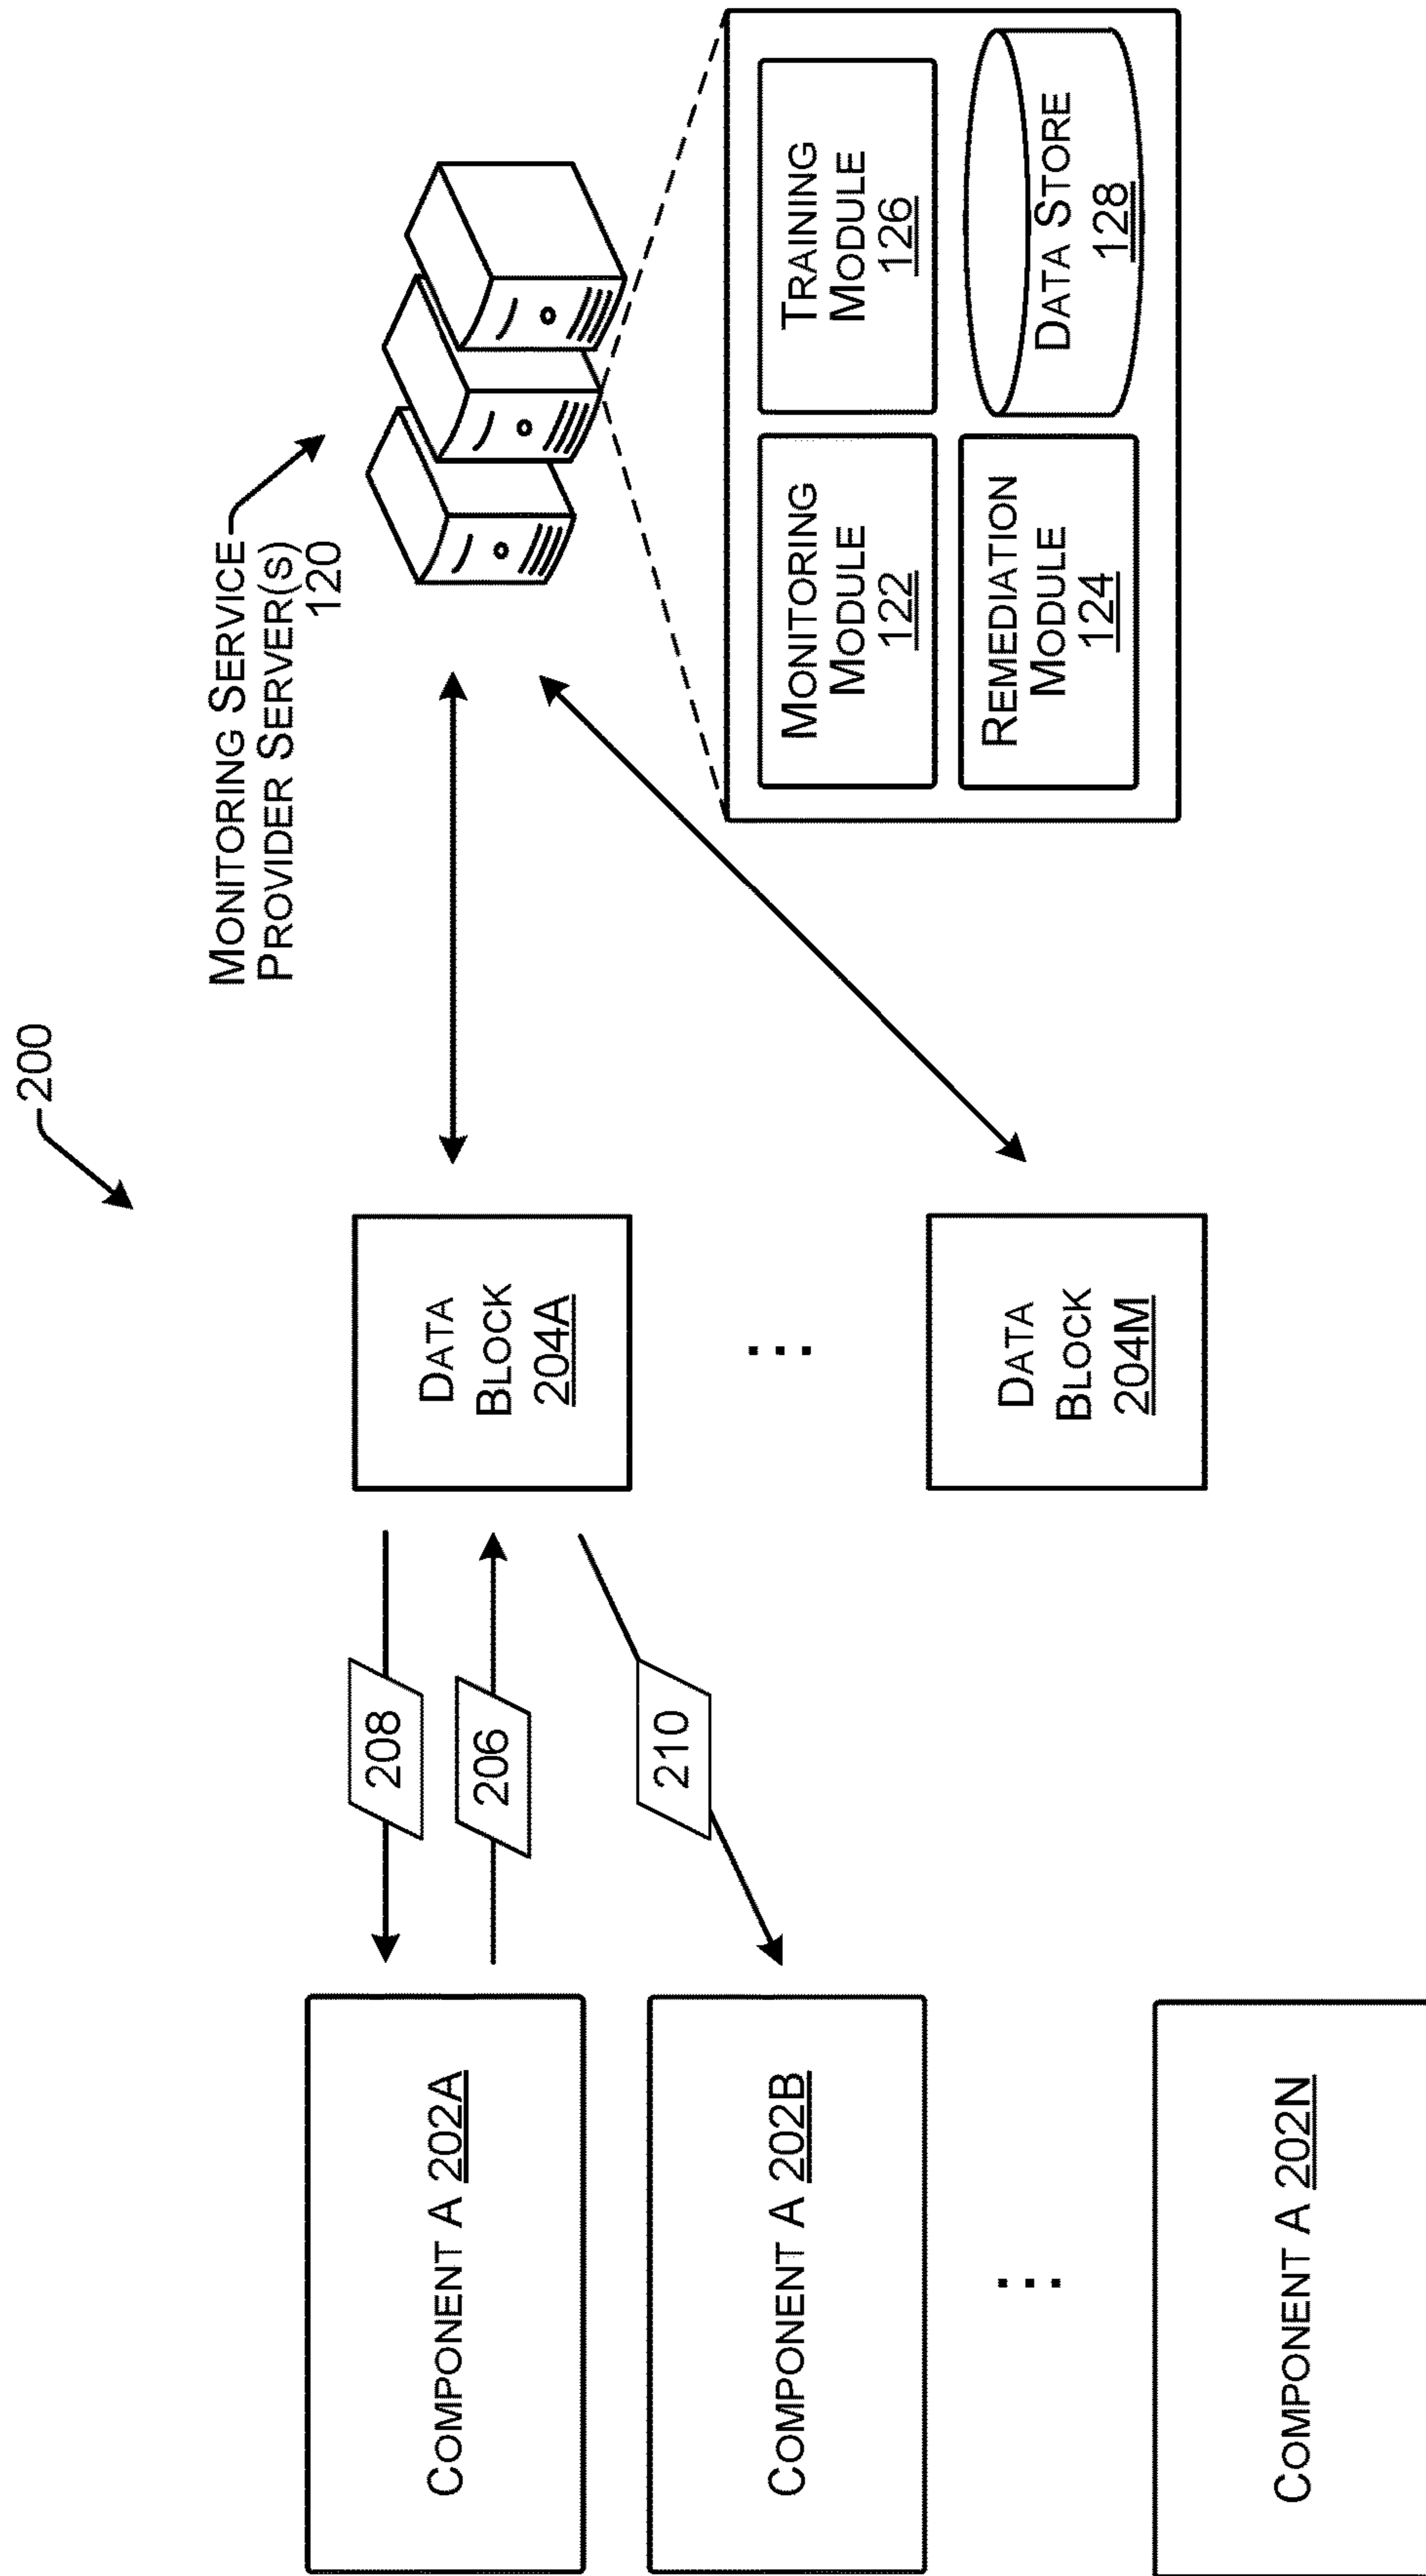 200
MONITORING SERVICE
PROVIDER SERVER(S)
120
COMPONENT A 202A
208
206
DATA
BLOCK
204A
COMPONENT A 202B
210
...
DATA
BLOCK
204M
...
COMPONENT A 202N
MONITORING
MODULE
122
TRAINING
MODULE
126
REMEDIATION
MODULE
124
DATA STORE
128